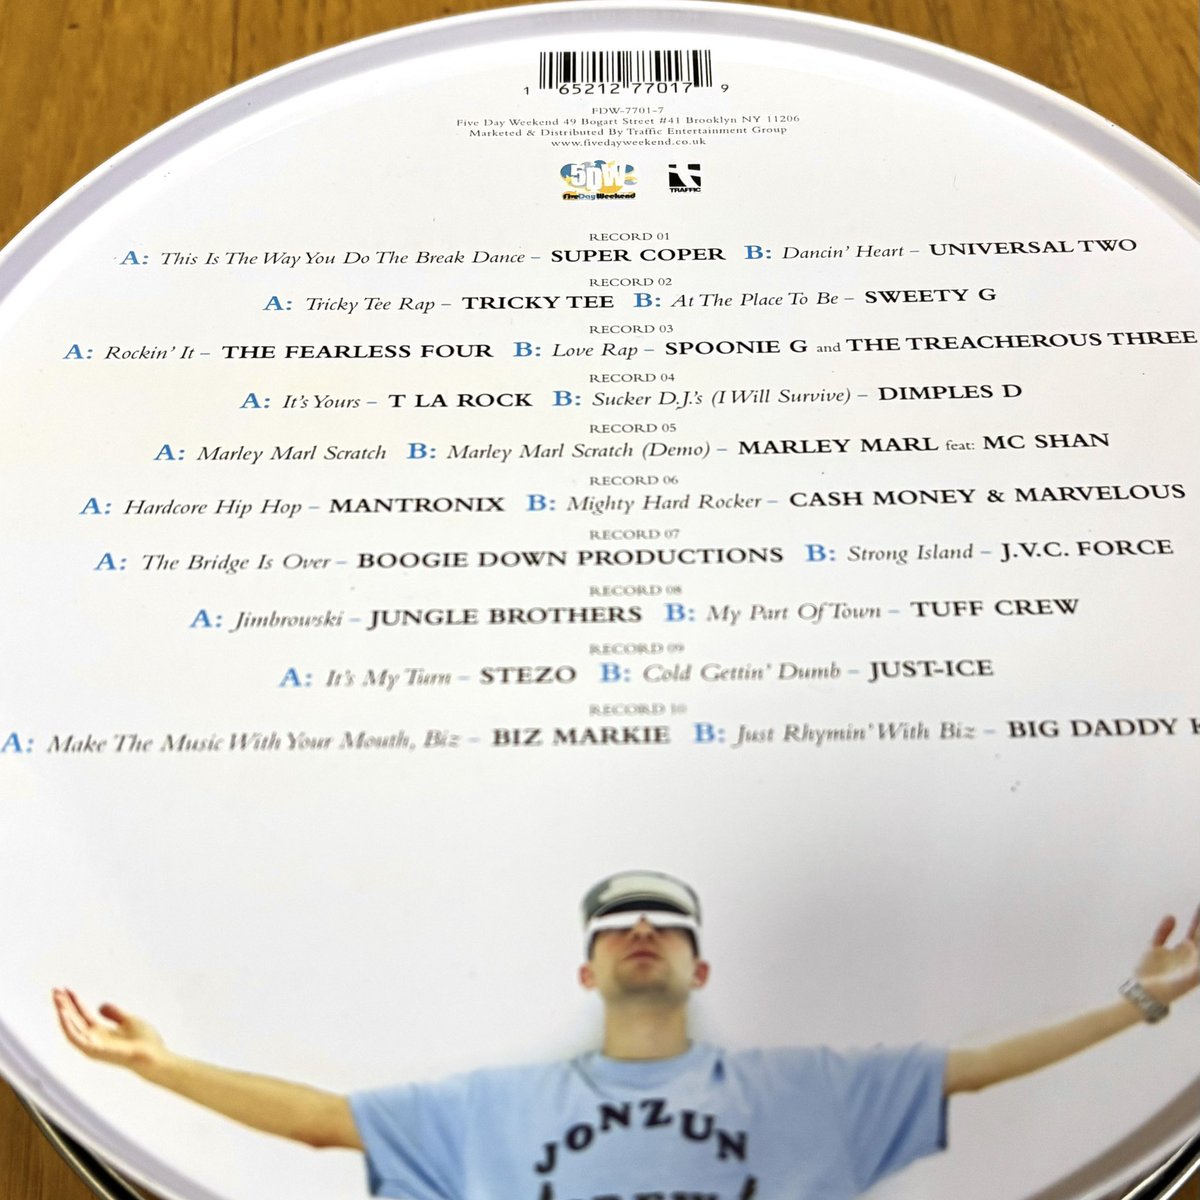 1 65212 77017 9
FDW-7701-7
Five Day Weekend 49 Bogart Street #41 Brooklyn NY 11206
Marketed & Distributed By Traffic Entertainment Group
www.fivedayweekend.co.uk
5DW
FiveDayWeekend
TRAFFIC
RECORD 01
A: This Is The Way You Do The Break Dance – SUPER COPER B: Dancin' Heart – UNIVERSAL TWO
RECORD 02
A: Tricky Tee Rap – TRICKY TEE B: At The Place To Be – SWEETY G
RECORD 03
A: Rockin' It – THE FEARLESS FOUR B: Love Rap – SPOONIE G and THE TREACHEROUS THREE
RECORD 04
A: It's Yours – T LA ROCK B: Sucker D.J.'s (I Will Survive) – DIMPLES D
RECORD 05
A: Marley Marl Scratch B: Marley Marl Scratch (Demo) – MARLEY MARL feat: MC SHAN
RECORD 06
A: Hardcore Hip Hop – MANTRONIX B: Mighty Hard Rocker – CASH MONEY & MARVELOUS
RECORD 07
A: The Bridge Is Over – BOOGIE DOWN PRODUCTIONS B: Strong Island – J.V.C. FORCE
RECORD 08
A: Jimbrowski – JUNGLE BROTHERS B: My Part Of Town – TUFF CREW
RECORD 09
A: It's My Turn – STEZO B: Cold Gettin' Dumb – JUST-ICE
RECORD 10
A: Make The Music With Your Mouth, Biz – BIZ MARKIE B: Just Rhymin' With Biz – BIG DADDY
JONZUN